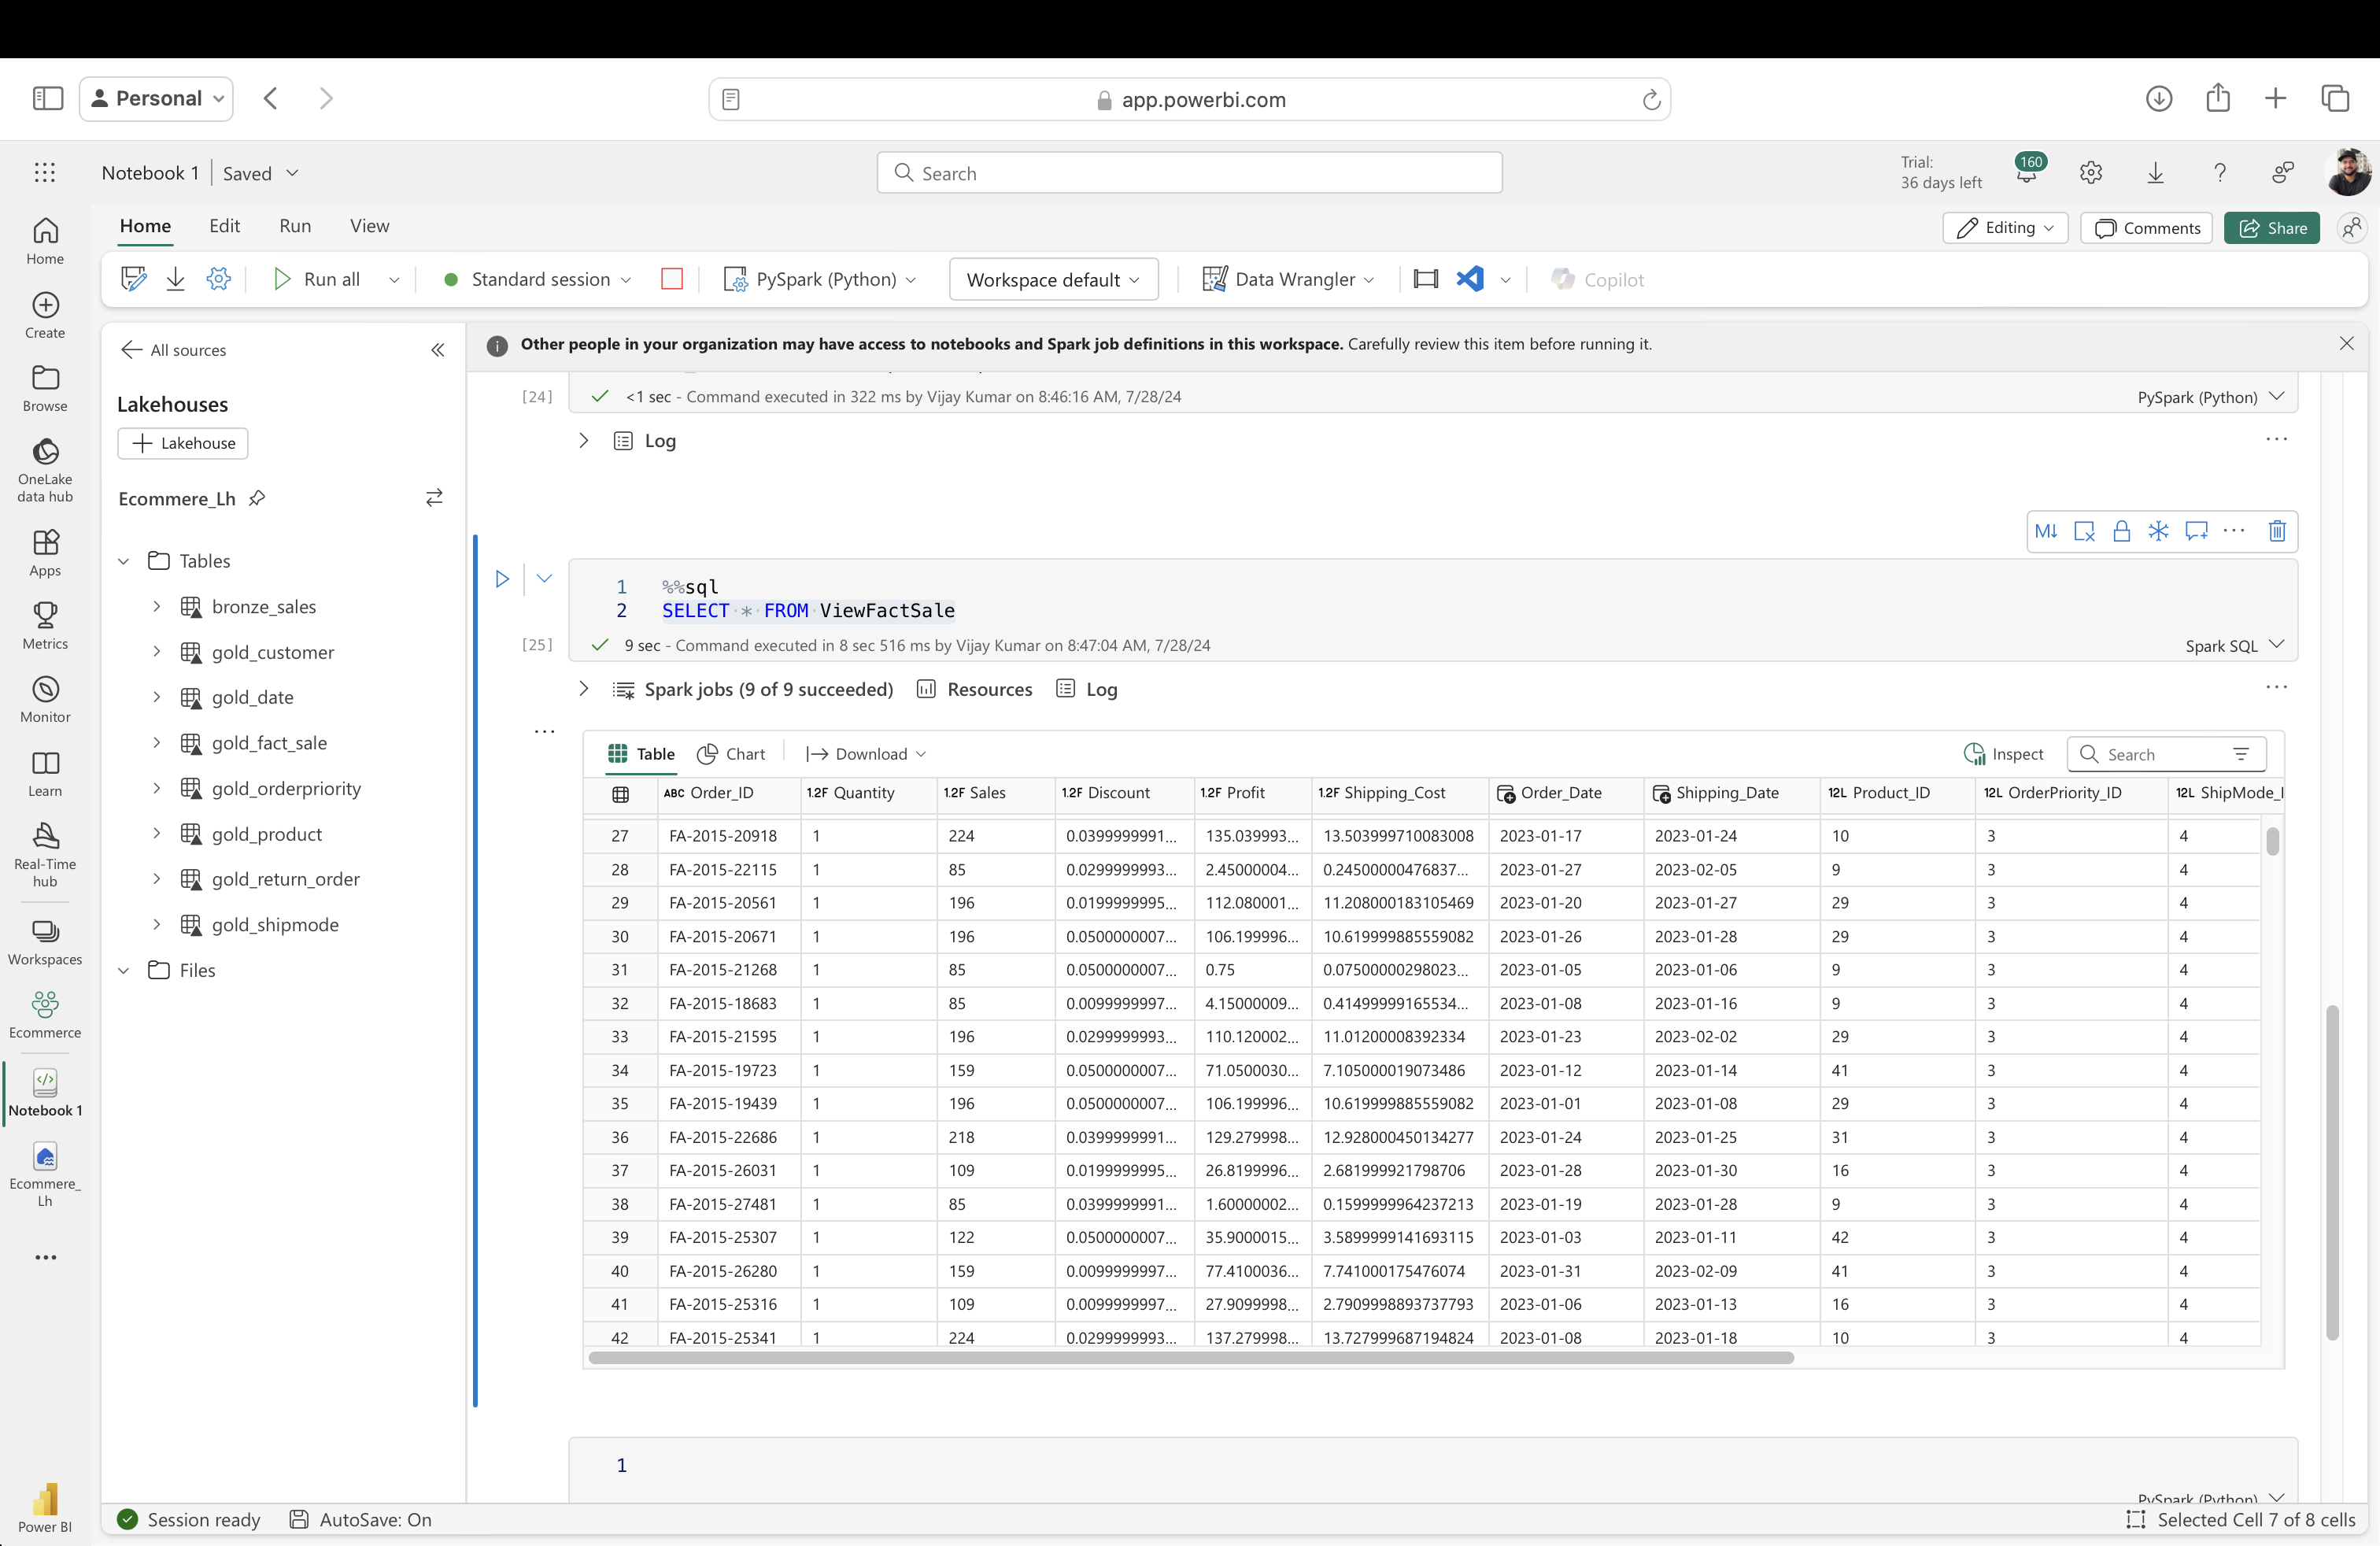 Personal
app.powerbi.com
Notebook 1 | Saved
Search
Trial:
36 days left
160
Home Edit Run View
Editing Comments Share
Run all Standard session PySpark (Python) Workspace default Data Wrangler Copilot
Home
Create
Browse
OneLake
data hub
Apps
Metrics
Monitor
Learn
Real-Time
hub
Workspaces
Ecommerce
Notebook 1
Ecommere_
Lh
Power BI
All sources
Lakehouses
Lakehouse
Ecommere_Lh
Tables
bronze_sales
gold_customer
gold_date
gold_fact_sale
gold_orderpriority
gold_product
gold_return_order
gold_shipmode
Files
Other people in your organization may have access to notebooks and Spark job definitions in this workspace. Carefully review this item before running it.
[24] <1 sec - Command executed in 322 ms by Vijay Kumar on 8:46:16 AM, 7/28/24 PySpark (Python)
Log
M↓
1 %%sql
2 SELECT * FROM ViewFactSale
[25] 9 sec - Command executed in 8 sec 516 ms by Vijay Kumar on 8:47:04 AM, 7/28/24 Spark SQL
Spark jobs (9 of 9 succeeded) Resources Log
Table Chart Download Inspect Search
ABC Order_ID 1.2F Quantity 1.2F Sales 1.2F Discount 1.2F Profit 1.2F Shipping_Cost Order_Date Shipping_Date 12L Product_ID 12L OrderPriority_ID 12L ShipMode_I
27 FA-2015-20918 1 224 0.0399999991... 135.039993... 13.503999710083008 2023-01-17 2023-01-24 10 3 4
28 FA-2015-22115 1 85 0.0299999993... 2.45000004... 0.24500000476837... 2023-01-27 2023-02-05 9 3 4
29 FA-2015-20561 1 196 0.0199999995... 112.080001... 11.208000183105469 2023-01-20 2023-01-27 29 3 4
30 FA-2015-20671 1 196 0.0500000007... 106.199996... 10.619999885559082 2023-01-26 2023-01-28 29 3 4
31 FA-2015-21268 1 85 0.0500000007... 0.75 0.07500000298023... 2023-01-05 2023-01-06 9 3 4
32 FA-2015-18683 1 85 0.0099999997... 4.15000009... 0.41499999165534... 2023-01-08 2023-01-16 9 3 4
33 FA-2015-21595 1 196 0.0299999993... 110.120002... 11.01200008392334 2023-01-23 2023-02-02 29 3 4
34 FA-2015-19723 1 159 0.0500000007... 71.0500030... 7.105000019073486 2023-01-12 2023-01-14 41 3 4
35 FA-2015-19439 1 196 0.0500000007... 106.199996... 10.619999885559082 2023-01-01 2023-01-08 29 3 4
36 FA-2015-22686 1 218 0.0399999991... 129.279998... 12.928000450134277 2023-01-24 2023-01-25 31 3 4
37 FA-2015-26031 1 109 0.0199999995... 26.8199996... 2.681999921798706 2023-01-28 2023-01-30 16 3 4
38 FA-2015-27481 1 85 0.0399999991... 1.60000002... 0.1599999964237213 2023-01-19 2023-01-28 9 3 4
39 FA-2015-25307 1 122 0.0500000007... 35.9000015... 3.5899999141693115 2023-01-03 2023-01-11 42 3 4
40 FA-2015-26280 1 159 0.0099999997... 77.4100036... 7.741000175476074 2023-01-31 2023-02-09 41 3 4
41 FA-2015-25316 1 109 0.0099999997... 27.9099998... 2.7909998893737793 2023-01-06 2023-01-13 16 3 4
42 FA-2015-25341 1 224 0.0299999993... 137.279998... 13.727999687194824 2023-01-08 2023-01-18 10 3 4
1
PySpark (Python)
Session ready AutoSave: On Selected Cell 7 of 8 cells